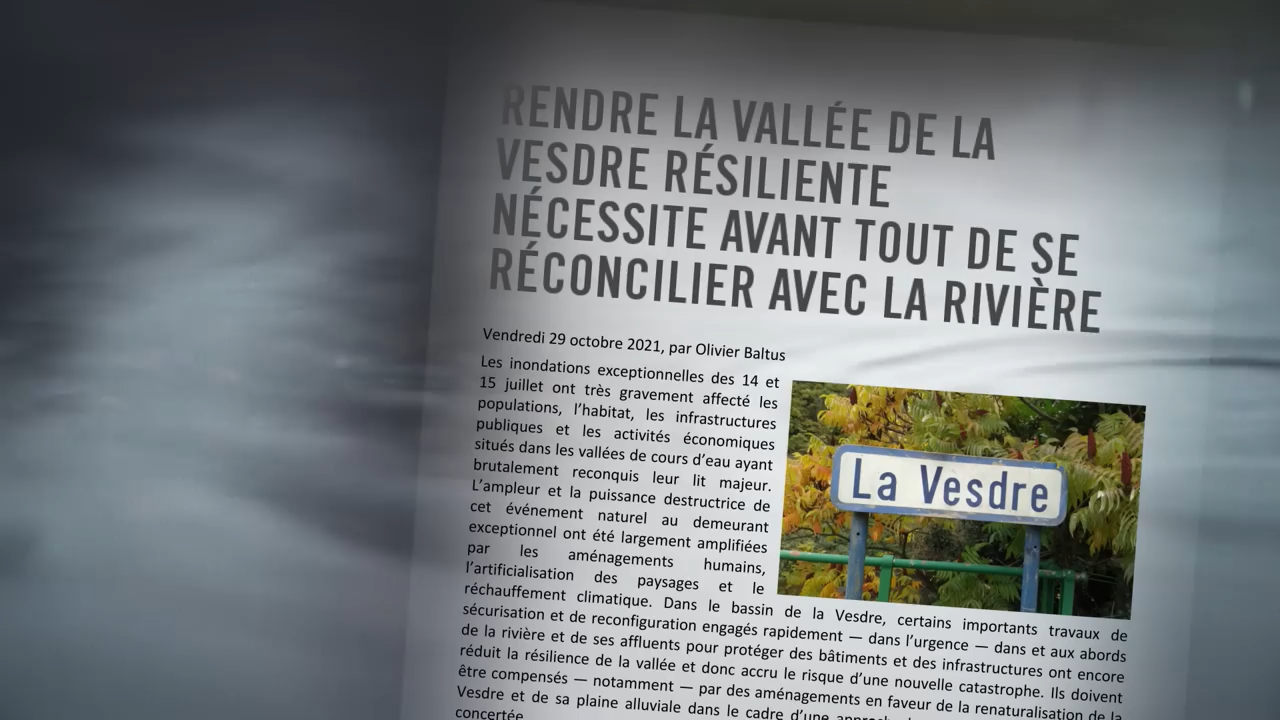 RENDRE LA VALLÉE DE LA
VESDRE RÉSILIENTE
NÉCESSITE AVANT TOUT DE SE
RÉCONCILIER AVEC LA RIVIÈRE
Vendredi 29 octobre 2021, par Olivier Baltus
Les inondations exceptionnelles des 14 et
15 juillet ont très gravement affecté les
populations, l’habitat, les infrastructures
publiques et les activités économiques
situés dans les vallées de cours d’eau ayant
brutalement reconquis leur lit majeur.
L’ampleur et la puissance destructrice de
cet événement naturel au demeurant
exceptionnel ont été largement amplifiées
par les aménagements humains,
l’artificialisation des paysages et le
La Vesdre
réchauffement climatique. Dans le bassin de la Vesdre, certains importants travaux de
sécurisation et de reconfiguration engagés rapidement — dans l’urgence — dans et aux abords
de la rivière et de ses affluents pour protéger des bâtiments et des infrastructures ont encore
réduit la résilience de la vallée et donc accru le risque d’une nouvelle catastrophe. Ils doivent
être compensés — notamment — par des aménagements en faveur de la renaturalisation de la
Vesdre et de sa plaine alluviale dans le cadre d’une
concertée